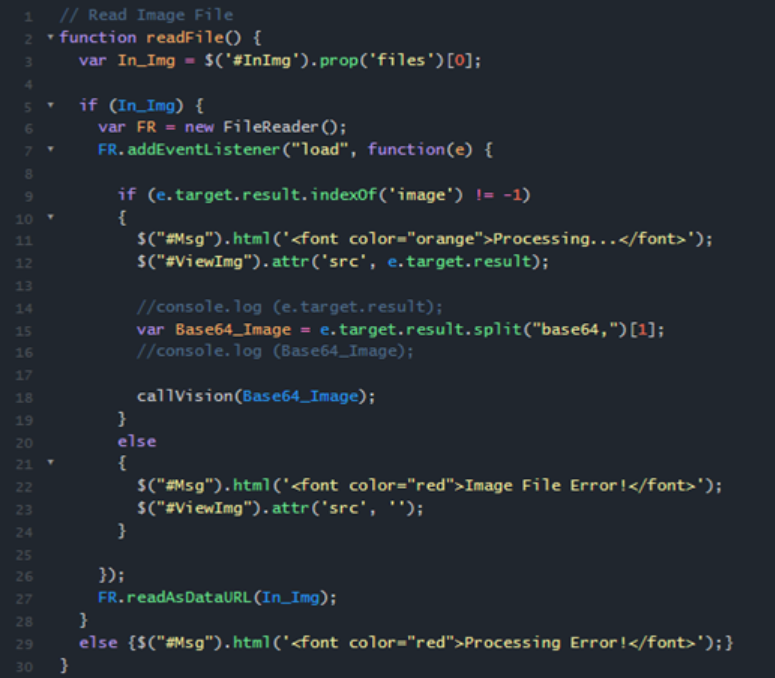 1 // Read Image File
2 function readFile() {
3 var In_Img = $('#InImg').prop('files')[0];
4
5 if (In_Img) {
6 var FR = new FileReader();
7 FR.addEventListener("load", function(e) {
8
9 if (e.target.result.indexOf('image') != -1)
10 {
11 $("#Msg").html('<font color="orange">Processing...</font>');
12 $("#ViewImg").attr('src', e.target.result);
13
14 //console.log (e.target.result);
15 var Base64_Image = e.target.result.split("base64,")[1];
16 //console.log (Base64_Image);
17
18 callVision(Base64_Image);
19 }
20 else
21 {
22 $("#Msg").html('<font color="red">Image File Error!</font>');
23 $("#ViewImg").attr('src', '');
24 }
25
26 });
27 FR.readAsDataURL(In_Img);
28 }
29 else {$("#Msg").html('<font color="red">Processing Error!</font>');}
30 }